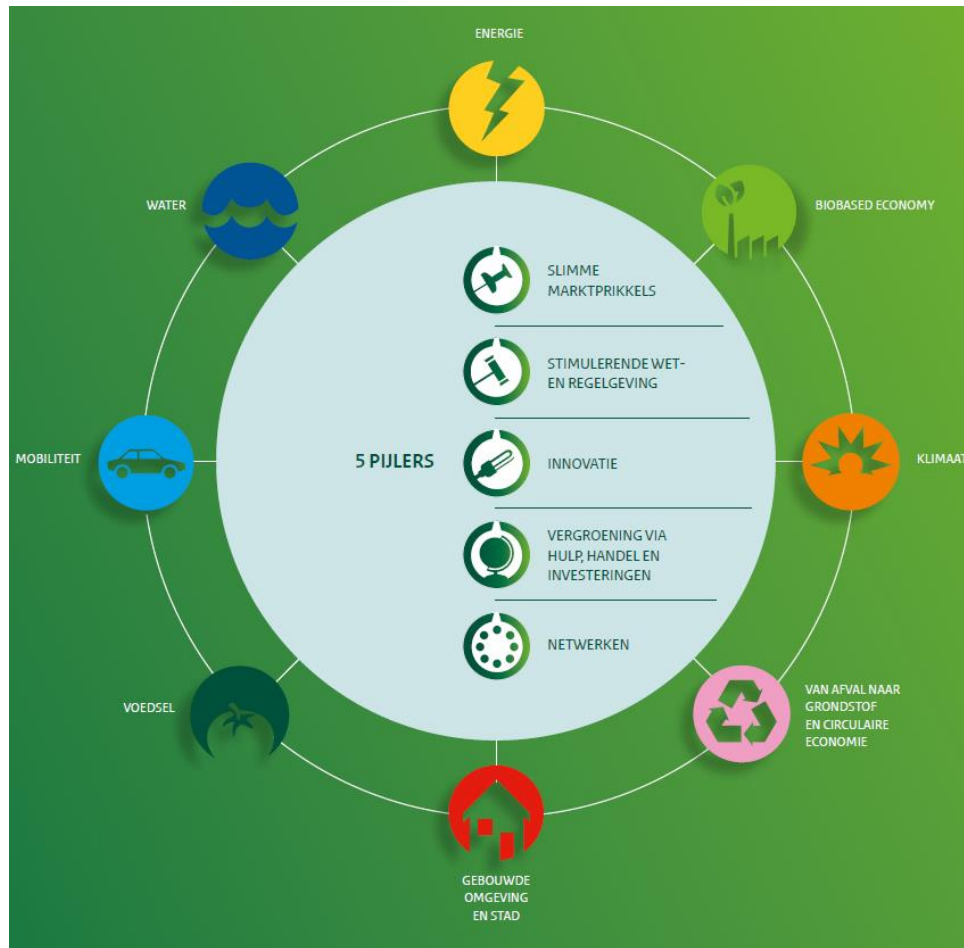 ENERGIE
BIOBASED ECONOMY
KLIMAAT
VAN AFVAL NAAR
GRONDSTOF
EN CIRCULAIRE
ECONOMIE
GEBOUWDE
OMGEVING
EN STAD
VOEDSEL
MOBILITEIT
WATER
5 PIJLERS
SLIMME
MARKTPRIKKELS
STIMULERENDE WET-
EN REGELGEVING
INNOVATIE
VERGROENING VIA
HULP, HANDEL EN
INVESTERINGEN
NETWERKEN